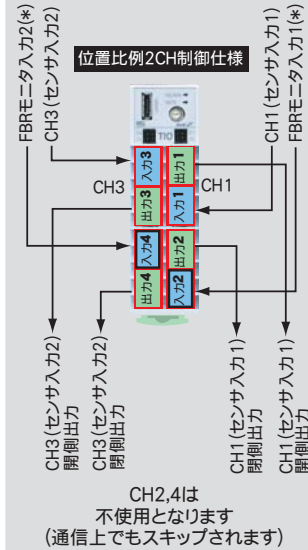 位置比例2CH制御仕様
FBRモニタ入力2(*)
CH3(センサ入力2)
CH1(センサ入力1)
FBRモニタ入力1(*)
TIO
CH3
入力3
出力1
CH1
出力3
入力1
入力4
出力2
出力4
入力2
CH3(センサ入力2)
開側出力
CH3(センサ入力2)
閉側出力
CH1(センサ入力1)
閉側出力
CH1(センサ入力1)
開側出力
CH2,4は
不使用となります
(通信上でもスキップされます)